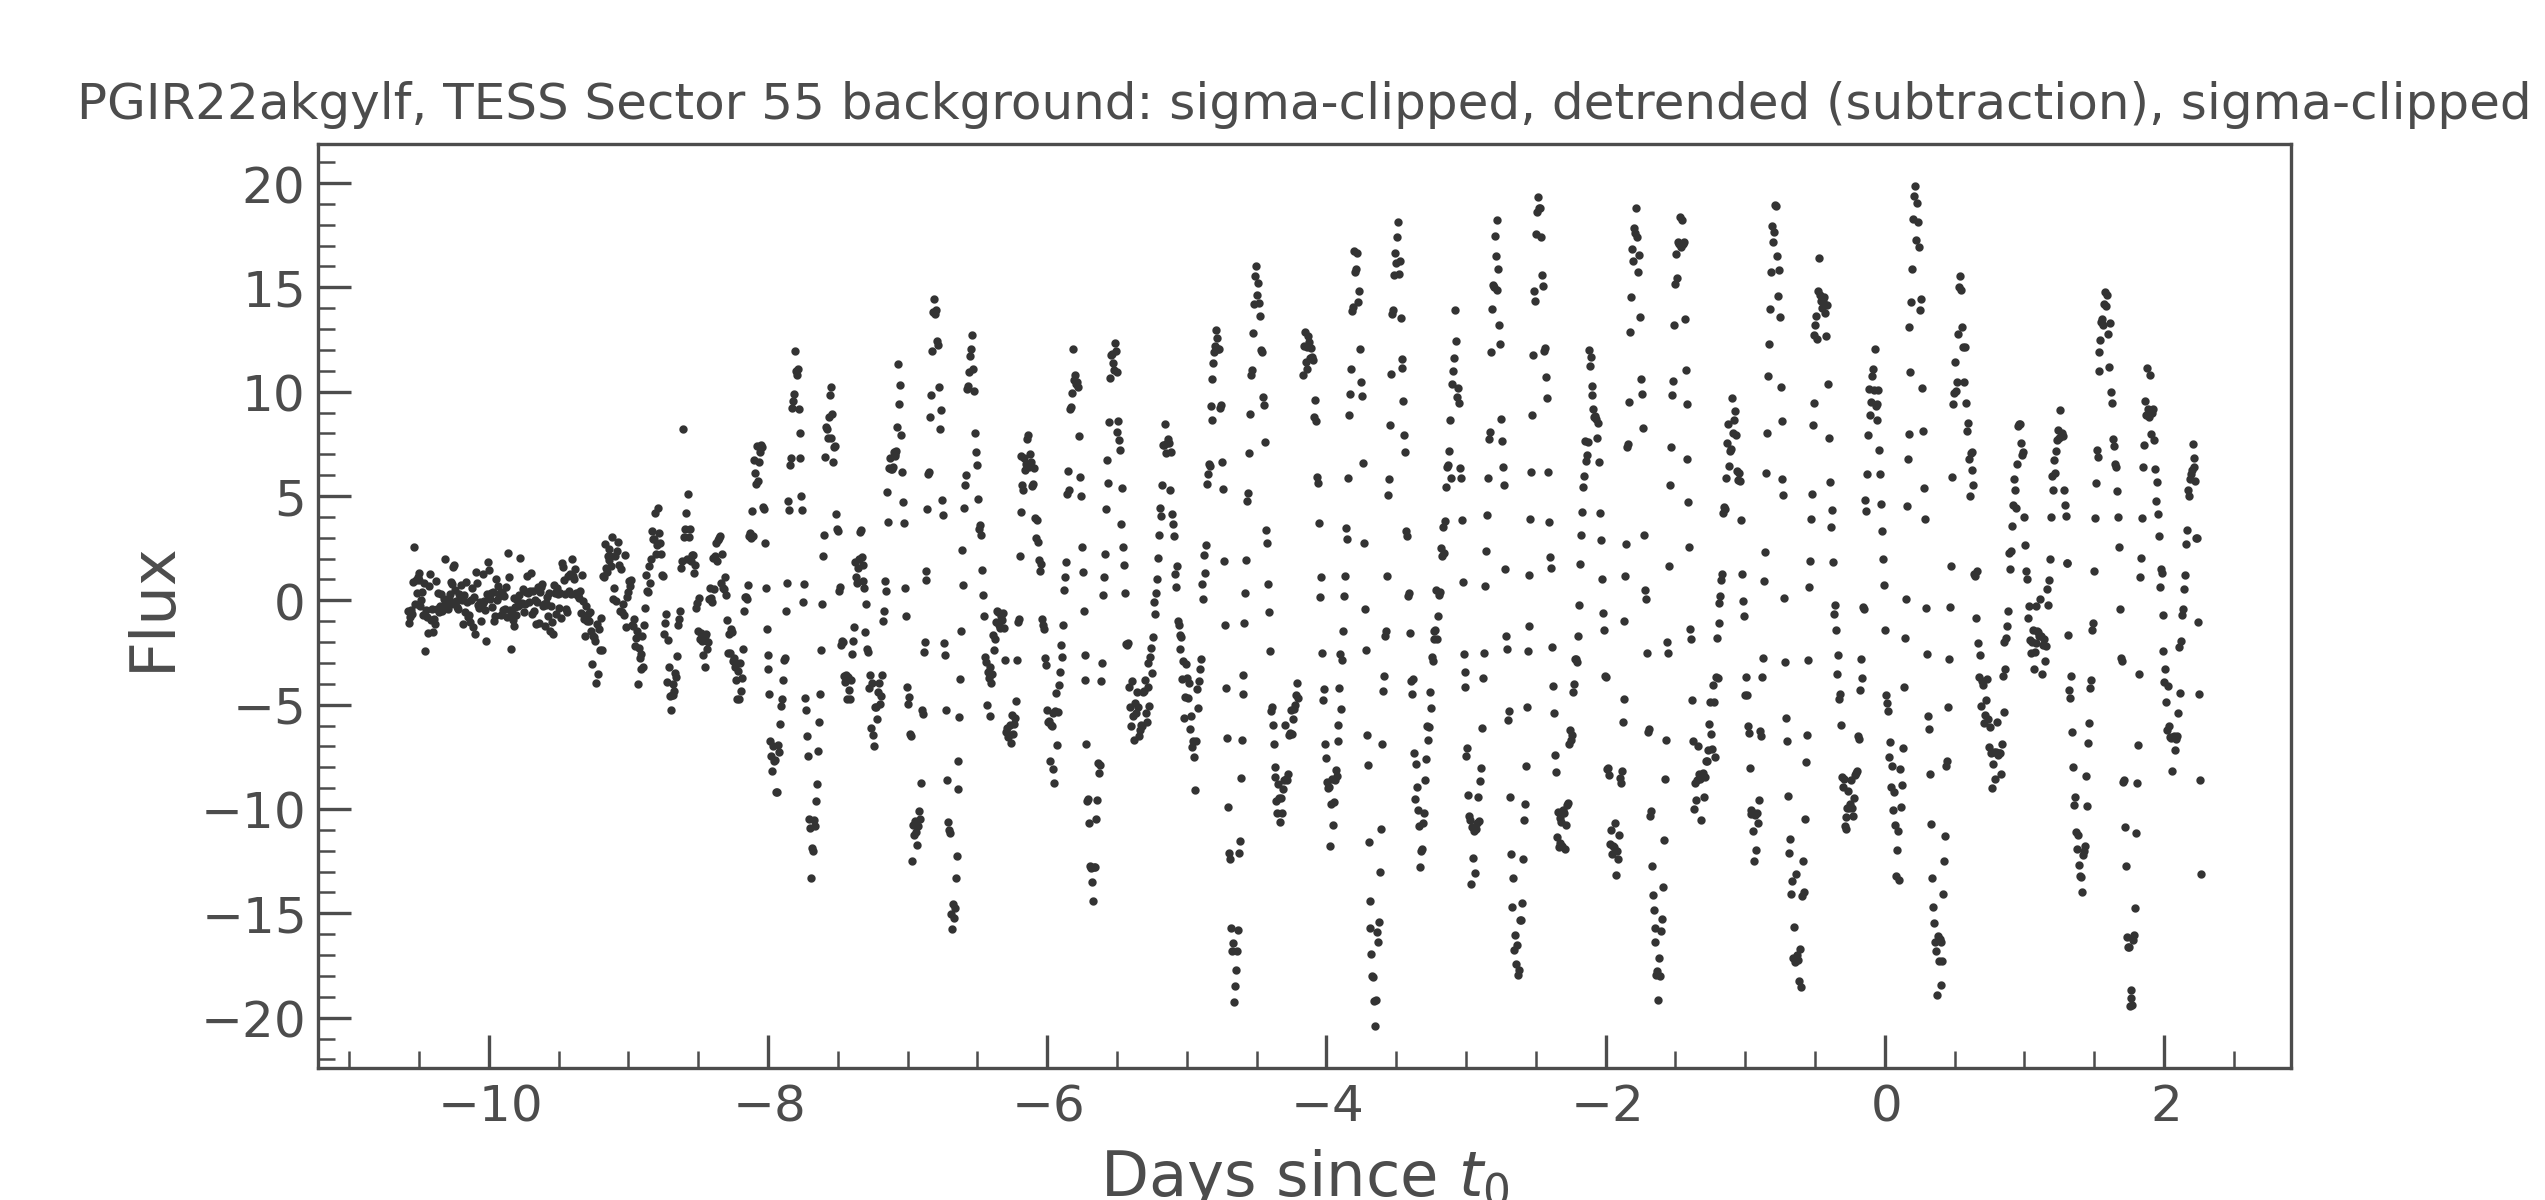 PGIR22akgylf, TESS Sector 55 background: sigma-clipped, detrended (subtraction), sigma-clipped
20
15
10
5
0
−5
−10
−15
−20
Flux
−10 −8 −6 −4 −2 0 2
Days since t₀